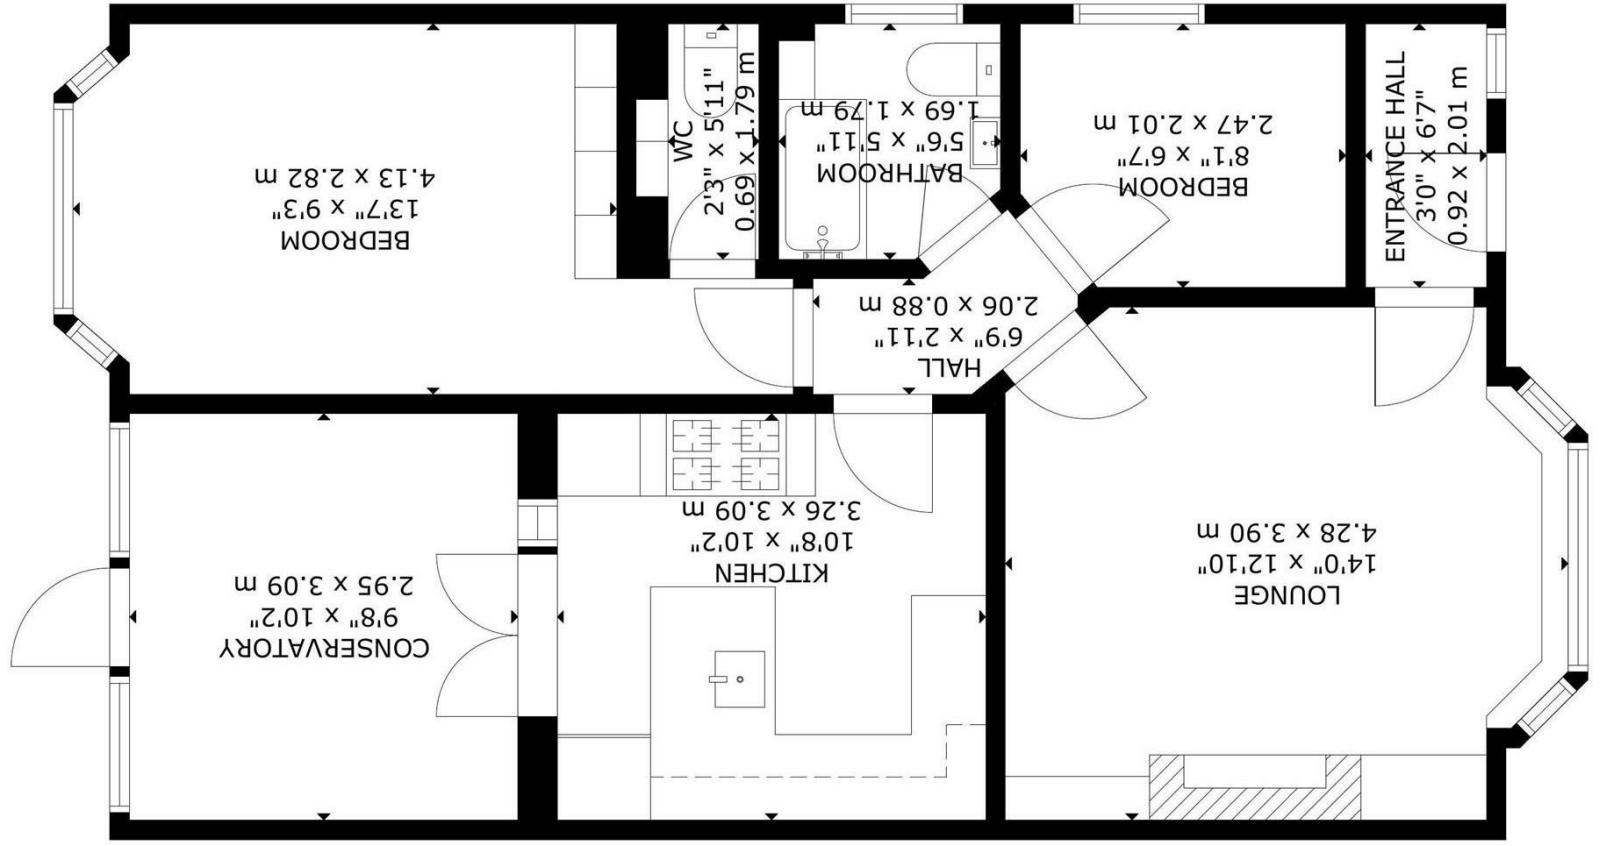 BEDROOM
13'7" x 9'3"
4.13 x 2.82 m
WC
2'3" x 5'11"
0.69 x 1.79 m
BATHROOM
5'6" x 5'11"
1.69 x 1.79 m
BEDROOM
8'1" x 6'7"
2.47 x 2.01 m
ENTRANCE HALL
3'0" x 6'7"
0.92 x 2.01 m
HALL
6'9" x 2'11"
2.06 x 0.88 m
CONSERVATORY
9'8" x 10'2"
2.95 x 3.09 m
KITCHEN
10'8" x 10'2"
3.26 x 3.09 m
LOUNGE
14'0" x 12'10"
4.28 x 3.90 m